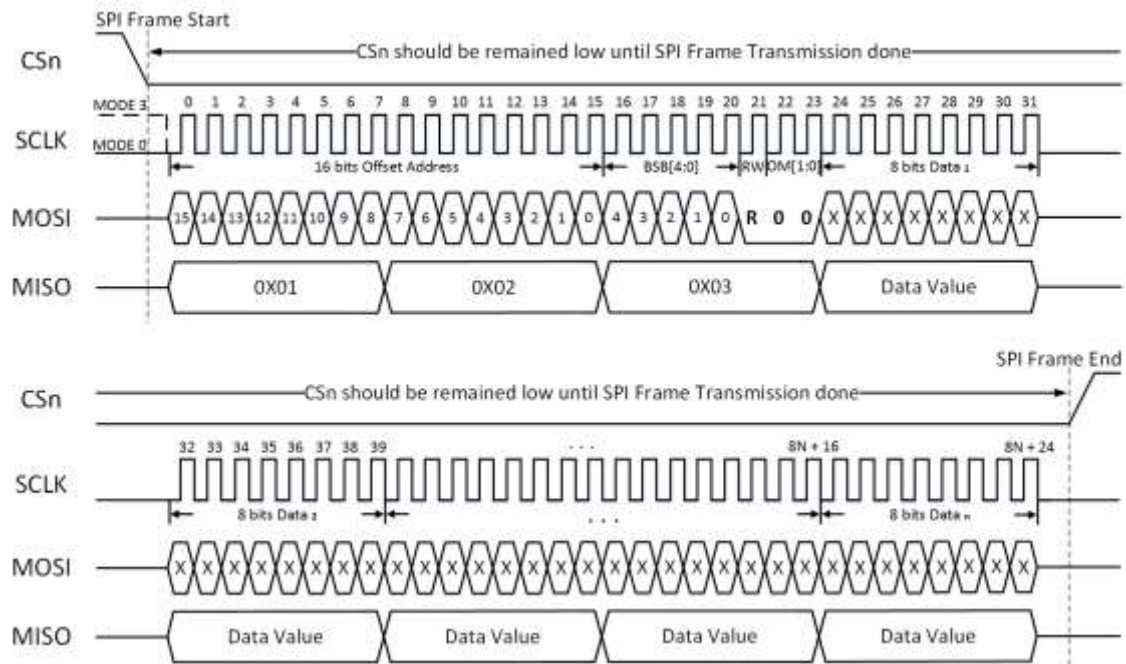 SPI Frame Start
CSn
CSn should be remained low until SPI Frame Transmission done
MODE 3 0 1 2 3 4 5 6 7 8 9 10 11 12 13 14 15 16 17 18 19 20 21 22 23 24 25 26 27 28 29 30 31
SCLK
MODE 0
16 bits Offset Address BSB[4:0] RW OM[1:0] 8 bits Data 1
MOSI 15 14 13 12 11 10 9 8 7 6 5 4 3 2 1 0 4 3 2 1 0 R 0 0 X X X X X X X X
MISO 0X01 0X02 0X03 Data Value
SPI Frame End
CSn
CSn should be remained low until SPI Frame Transmission done
32 33 34 35 36 37 38 39 . . . 8N + 16 8N + 24
SCLK
8 bits Data 2 . . . 8 bits Data n
MOSI X X X X X X X X X X X X X X X X X X X X X X X X X X X X X X X X
MISO Data Value Data Value Data Value Data Value